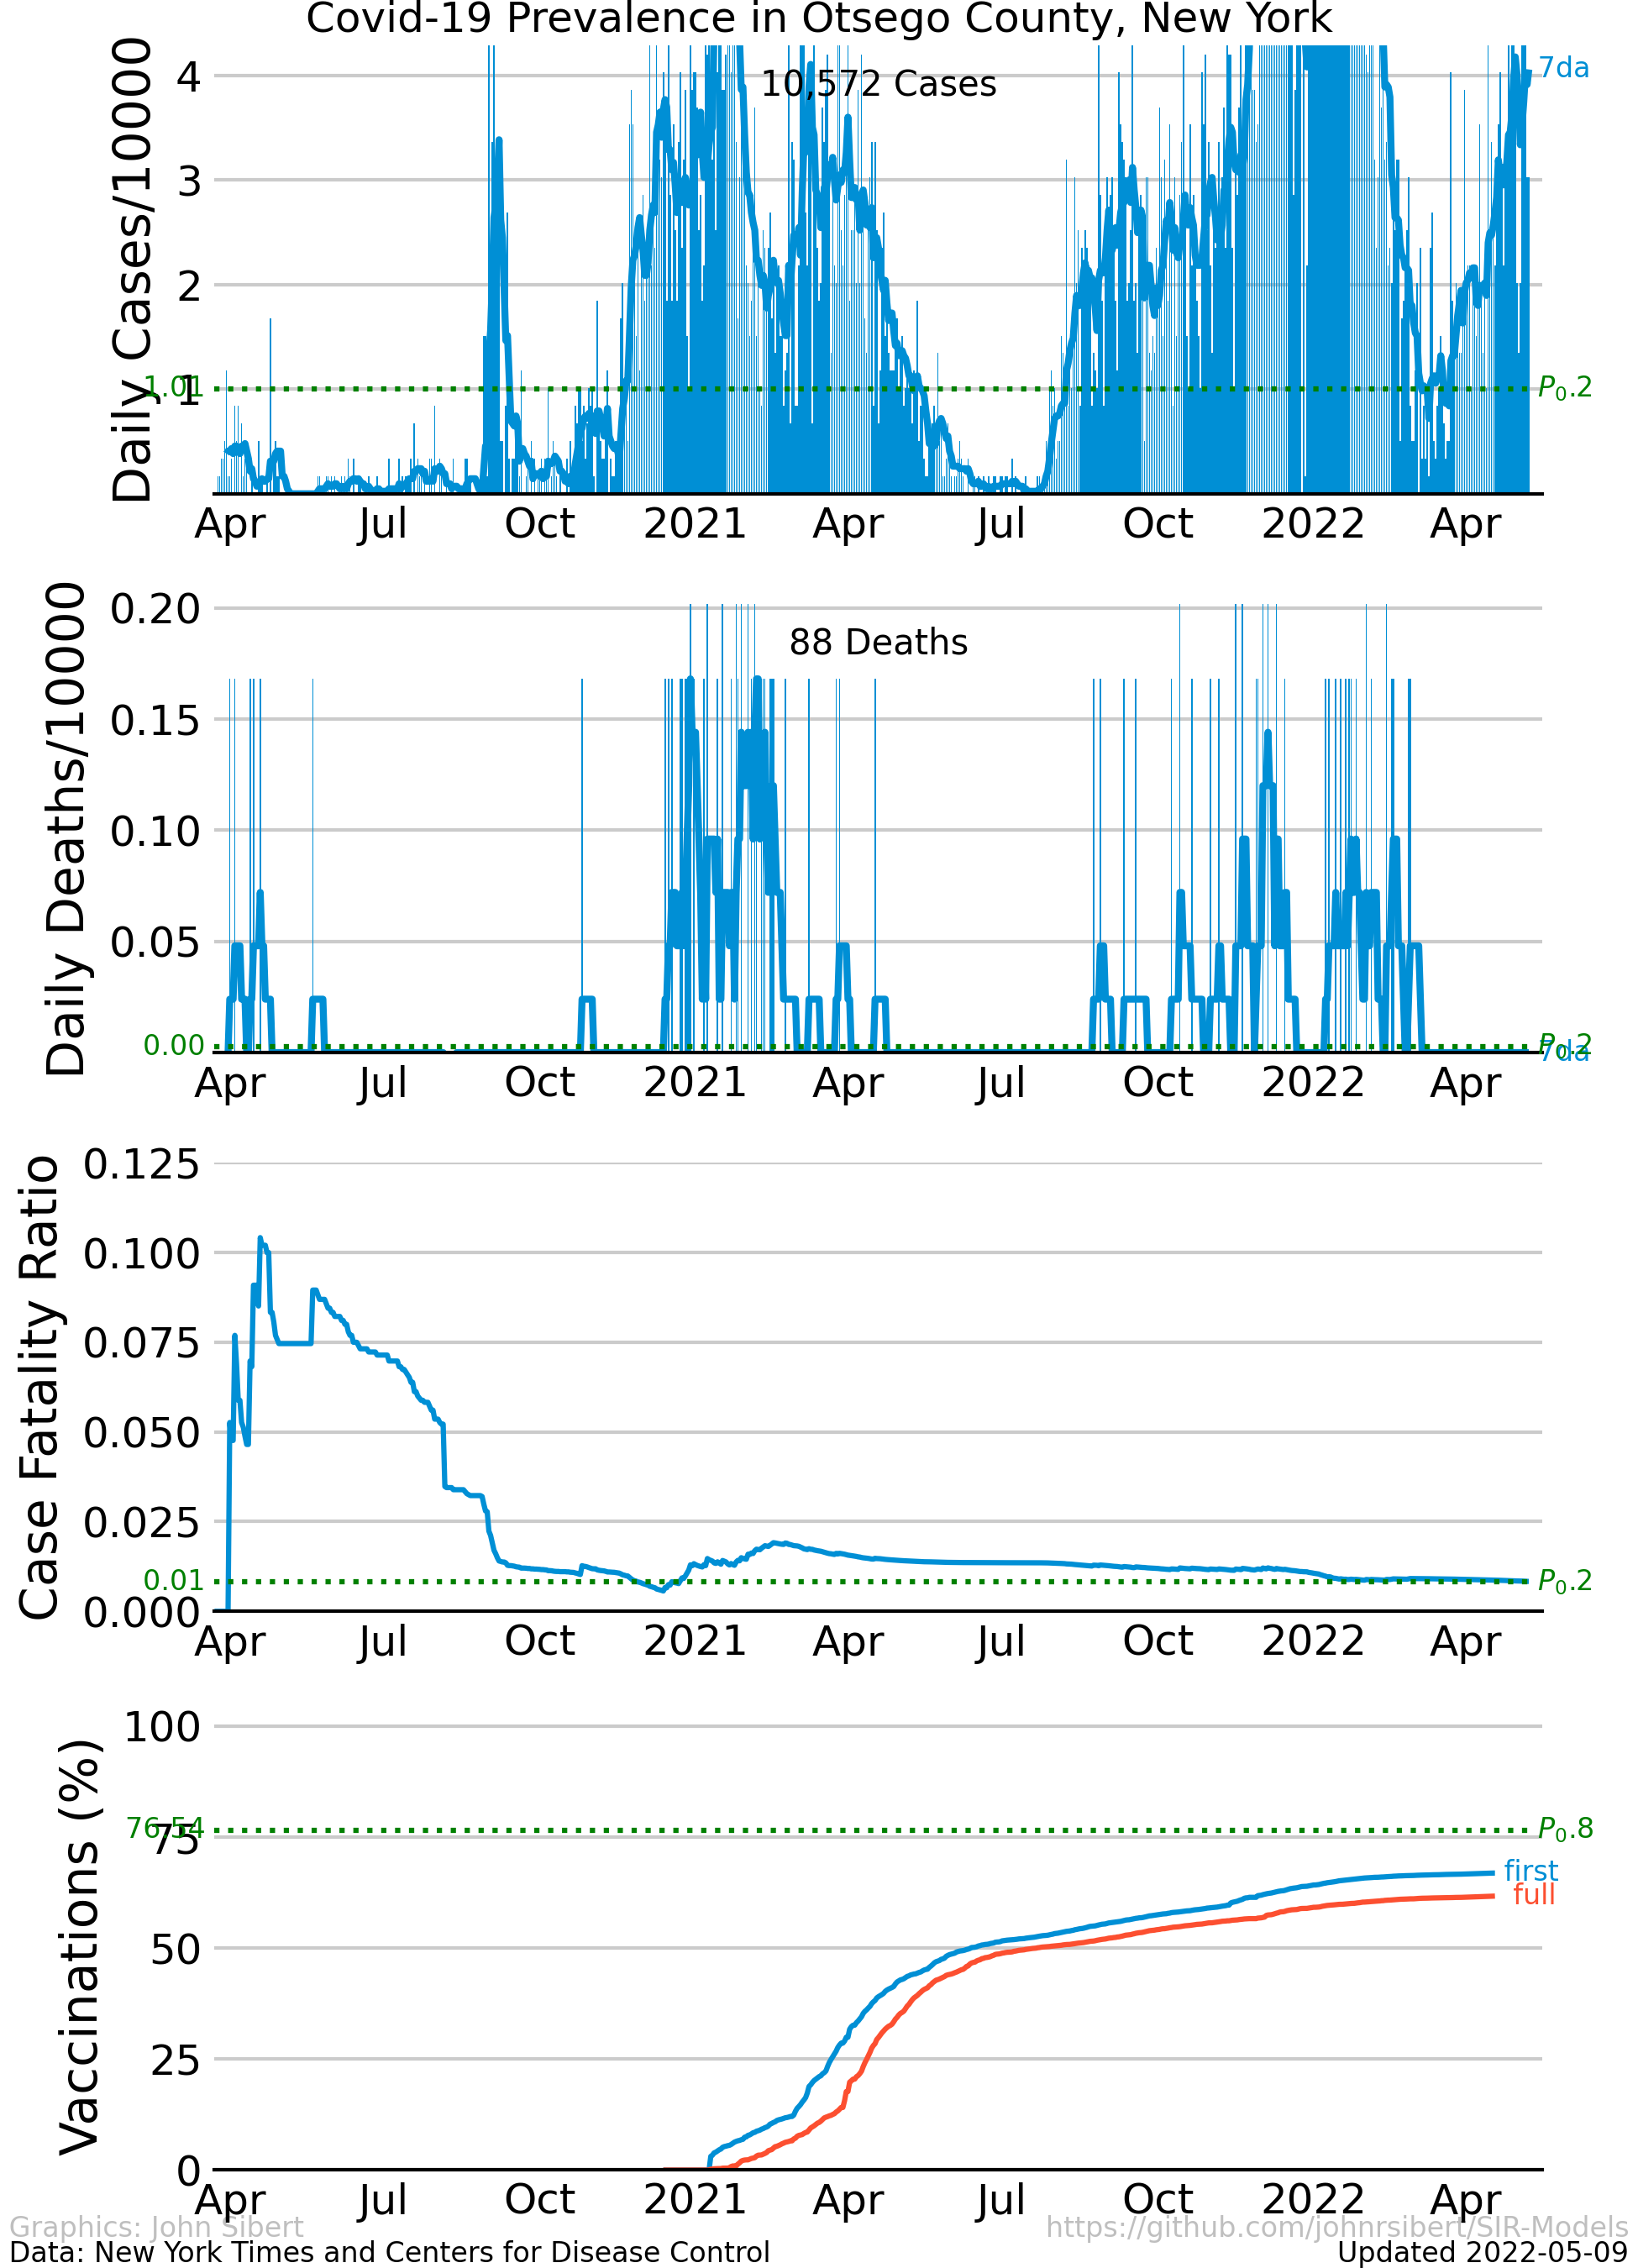 Covid-19 Prevalence in Otsego County, New York
Daily Cases/10000
4
3
2
1
1.01
10,572 Cases
7da
P0.2
Apr Jul Oct 2021 Apr Jul Oct 2022 Apr
Daily Deaths/10000
0.20
0.15
0.10
0.05
0.00
88 Deaths
P0.2
7da
Apr Jul Oct 2021 Apr Jul Oct 2022 Apr
Case Fatality Ratio
0.125
0.100
0.075
0.050
0.025
0.01
0.000
P0.2
Apr Jul Oct 2021 Apr Jul Oct 2022 Apr
Vaccinations (%)
100
76.54
75
50
25
0
P0.8
first
full
Apr Jul Oct 2021 Apr Jul Oct 2022 Apr
Graphics: John Sibert
https://github.com/johnrsibert/SIR-Models
Data: New York Times and Centers for Disease Control
Updated 2022-05-09